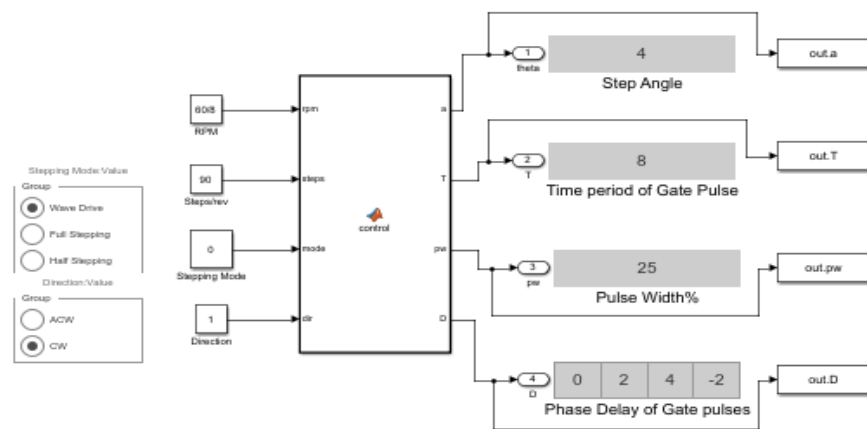 Stepping Mode:Value
Group
Wave Drive
Full Stepping
Half Stepping
Direction:Value
Group
ACW
CW
60/8
RPM
90
Steps/rev
0
Stepping Mode
1
Direction
rpm
steps
mode
dir
control
a
T
pw
D
1
theta
4
Step Angle
out.a
2
T
8
Time period of Gate Pulse
out.T
3
pw
25
Pulse Width%
out.pw
4
D
0 2 4 -2
Phase Delay of Gate pulses
out.D